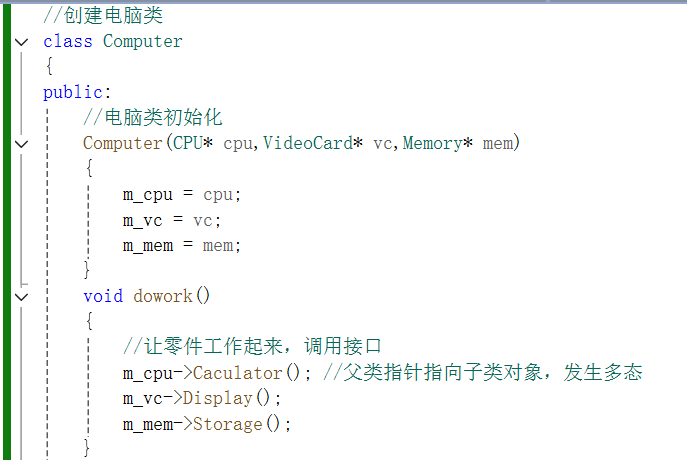 //创建电脑类
class Computer
{
public:
//电脑类初始化
Computer(CPU* cpu,VideoCard* vc,Memory* mem)
{
m_cpu = cpu;
m_vc = vc;
m_mem = mem;
}
void dowork()
{
//让零件工作起来，调用接口
m_cpu->Caculator(); //父类指针指向子类对象，发生多态
m_vc->Display();
m_mem->Storage();
}